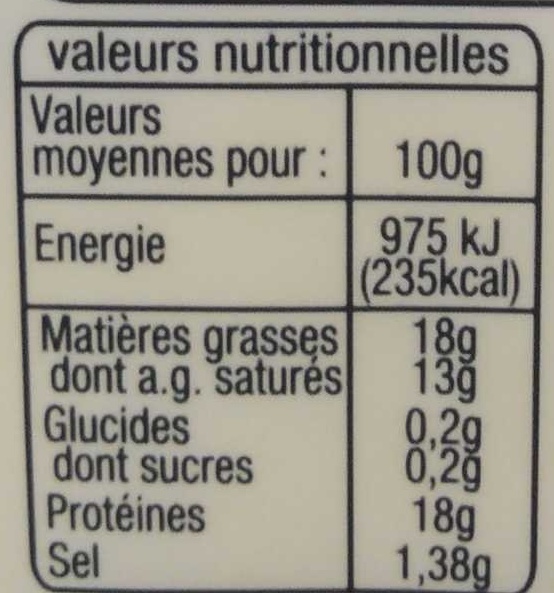 valeurs nutritionnelles
Valeurs
moyennes pour : 100g
Energie 975 kJ
(235kcal)
Matières grasses 18g
dont a.g. saturés 13g
Glucides 0,2g
dont sucres 0,2g
Protéines 18g
Sel 1,38g